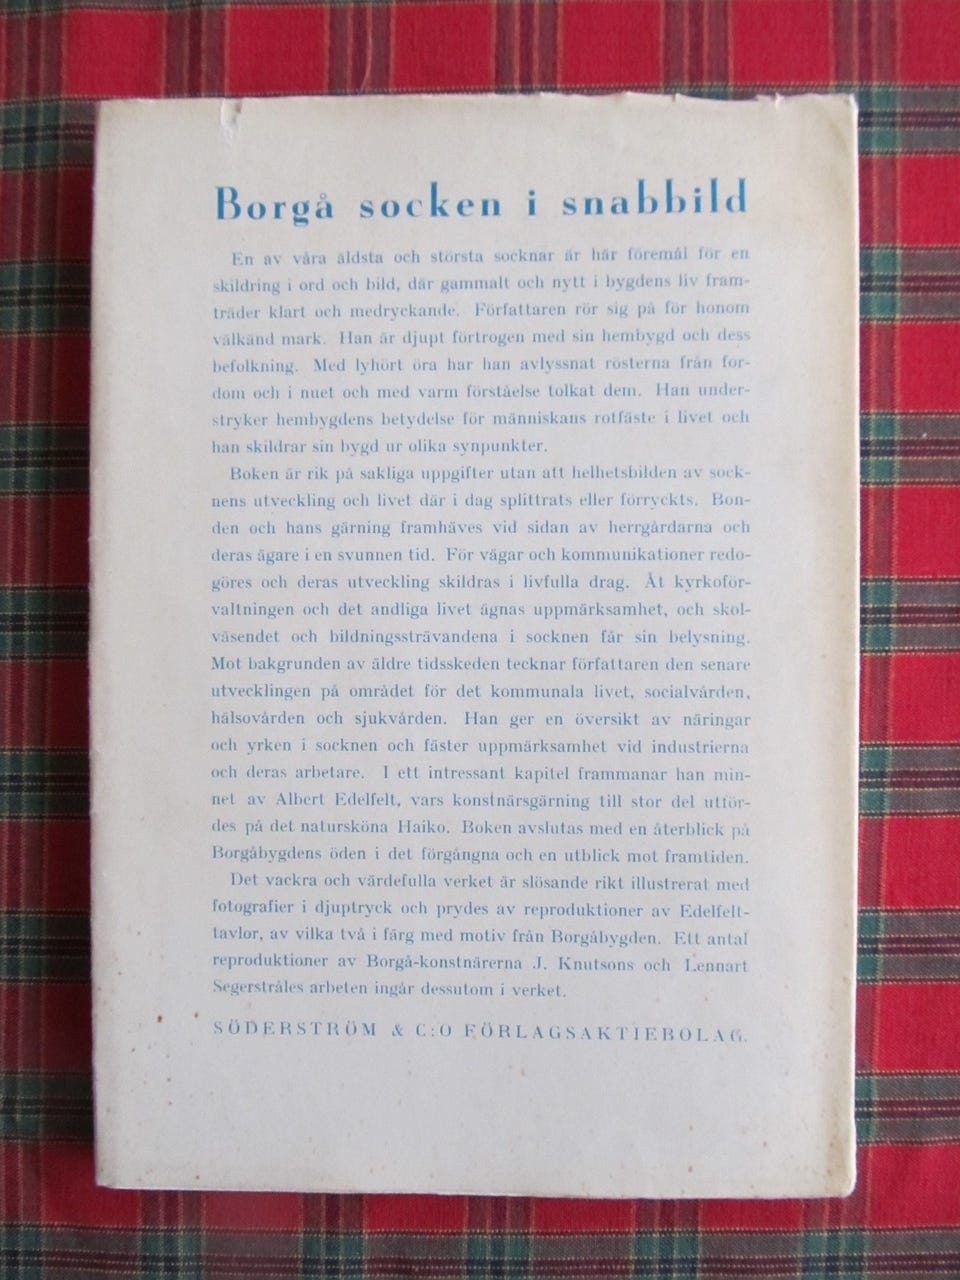 Borgå socken i snabbild
En av våra äldsta och största socknar är här föremål för en
skildring i ord och bild, där gammalt och nytt i bygdens liv fram-
träder klart och medryckande. Författaren rör sig på för honom
välkänd mark. Han är djupt förtrogen med sin hembygd och dess
befolkning. Med lyhört öra har han avlyssnat rösterna från for-
dom och i nuet och med varm förståelse tolkat dem. Han under-
stryker hembygdens betydelse för människans rotfäste i livet och
han skildrar sin bygd ur olika synpunkter.
Boken är rik på sakliga uppgifter utan att helhetsbilden av sock-
nens utveckling och livet där i dag splittrats eller förryckts. Bon-
den och hans gärning framhäves vid sidan av herrgårdarna och
deras ägare i en svunnen tid. För vägar och kommunikationer redo-
göres och deras utveckling skildras i livfulla drag. Åt kyrkoför-
valtningen och det andliga livet ägnas uppmärksamhet, och skol-
väsendet och bildningssträvandena i socknen får sin belysning.
Mot bakgrunden av äldre tidsskeden tecknar författaren den senare
utvecklingen på området för det kommunala livet, socialvården,
hälsovården och sjukvården. Han ger en översikt av näringar
och yrken i socknen och fäster uppmärksamhet vid industrierna
och deras arbetare. I ett intressant kapitel frammanar han min-
net av Albert Edelfelt, vars konstnärsgärning till stor del utför-
des på det natursköna Haiko. Boken avslutas med en återblick på
Borgåbygdens öden i det förgångna och en utblick mot framtiden.
Det vackra och värdefulla verket är slösande rikt illustrerat med
fotografier i djuptryck och prydes av reproduktioner av Edelfelt-
tavlor, av vilka två i färg med motiv från Borgåbygden. Ett antal
reproduktioner av Borgå-konstnärerna J. Knutsons och Lennart
Segerstråles arbeten ingår dessutom i verket.
SÖDERSTRÖM & C:O FÖRLAGSAKTIEBOLAG.